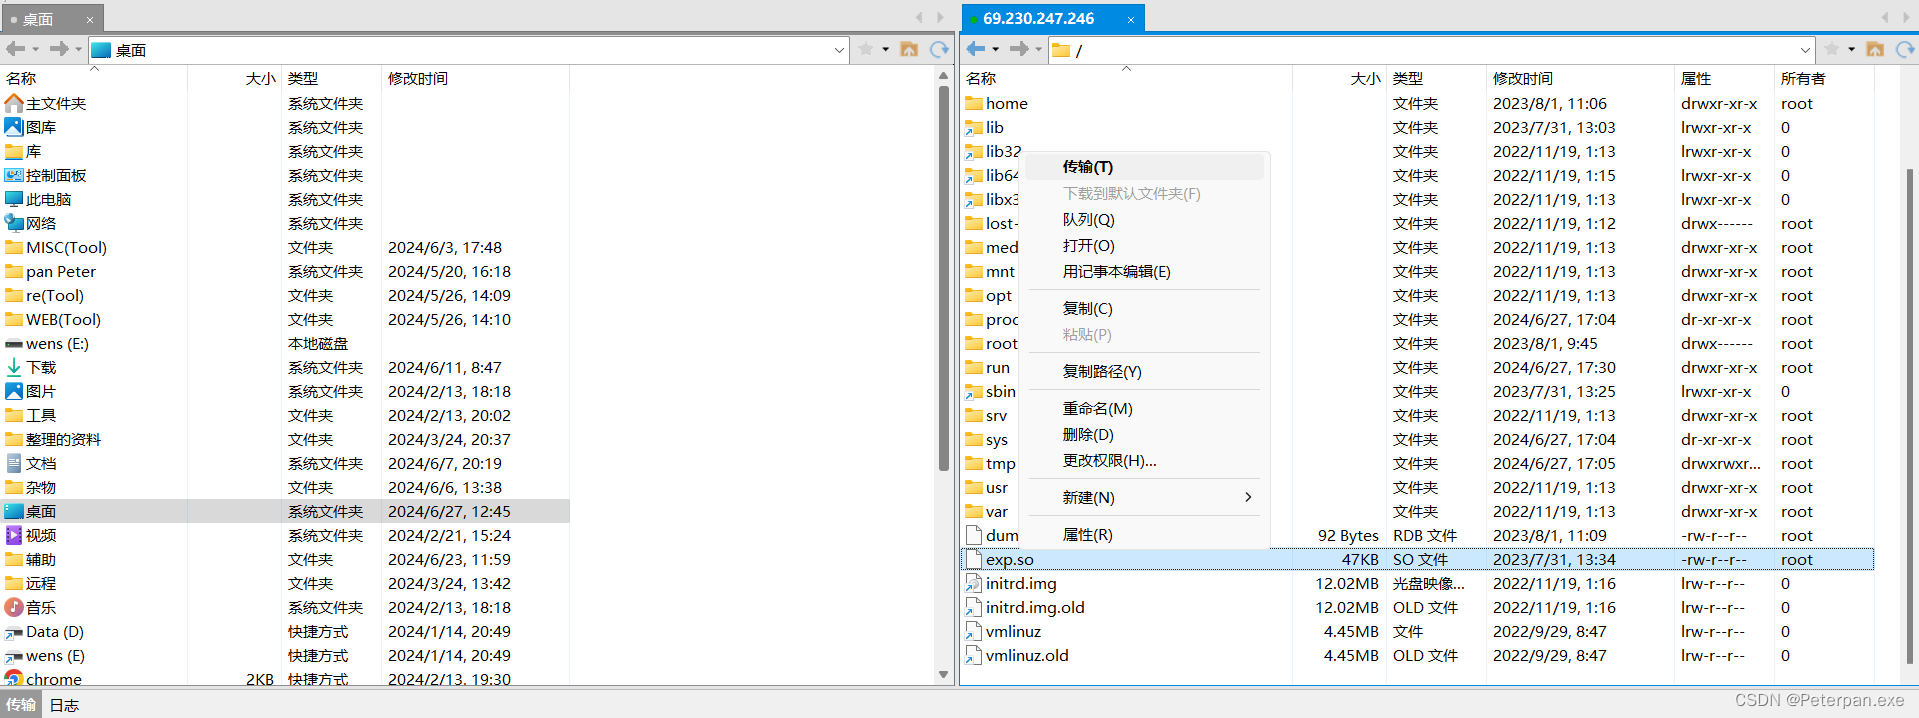 桌面
桌面
名称 大小 类型 修改时间
主文件夹 系统文件夹
图库 系统文件夹
库 系统文件夹
控制面板 系统文件夹
此电脑 系统文件夹
网络 系统文件夹
MISC(Tool) 文件夹 2024/6/3, 17:48
pan Peter 系统文件夹 2024/5/20, 16:18
re(Tool) 文件夹 2024/5/26, 14:09
WEB(Tool) 文件夹 2024/5/26, 14:10
wens (E:) 本地磁盘
下载 系统文件夹 2024/6/11, 8:47
图片 系统文件夹 2024/2/13, 18:18
工具 文件夹 2024/2/13, 20:02
整理的资料 文件夹 2024/3/24, 20:37
文档 系统文件夹 2024/6/7, 20:19
杂物 文件夹 2024/6/6, 13:38
桌面 系统文件夹 2024/6/27, 12:45
视频 系统文件夹 2024/2/21, 15:24
辅助 文件夹 2024/6/23, 11:59
远程 文件夹 2024/3/24, 13:42
音乐 系统文件夹 2024/2/13, 18:18
Data (D) 快捷方式 2024/1/14, 20:49
wens (E) 快捷方式 2024/1/14, 20:49
chrome 2KB 快捷方式 2024/2/13, 19:30
传输 日志
69.230.247.246
/
名称 大小 类型 修改时间 属性 所有者
home 文件夹 2023/8/1, 11:06 drwxr-xr-x root
lib 文件夹 2023/7/31, 13:03 lrwxr-xr-x 0
lib32 文件夹 2022/11/19, 1:13 lrwxr-xr-x 0
lib64 文件夹 2022/11/19, 1:15 lrwxr-xr-x 0
libx3 文件夹 2022/11/19, 1:13 lrwxr-xr-x 0
lost- 文件夹 2022/11/19, 1:12 drwx------ root
med 文件夹 2022/11/19, 1:13 drwxr-xr-x root
mnt 文件夹 2022/11/19, 1:13 drwxr-xr-x root
opt 文件夹 2022/11/19, 1:13 drwxr-xr-x root
proc 文件夹 2024/6/27, 17:04 dr-xr-xr-x root
root 文件夹 2023/8/1, 9:45 drwx------ root
run 文件夹 2024/6/27, 17:30 drwxr-xr-x root
sbin 文件夹 2023/7/31, 13:25 lrwxr-xr-x 0
srv 文件夹 2022/11/19, 1:13 drwxr-xr-x root
sys 文件夹 2024/6/27, 17:04 dr-xr-xr-x root
tmp 文件夹 2024/6/27, 17:05 drwxrwxr... root
usr 文件夹 2022/11/19, 1:13 drwxr-xr-x root
var 文件夹 2022/11/19, 1:13 drwxr-xr-x root
dum 92 Bytes RDB 文件 2023/8/1, 11:09 -rw-r--r-- root
exp.so 47KB SO 文件 2023/7/31, 13:34 -rw-r--r-- root
initrd.img 12.02MB 光盘映像... 2022/11/19, 1:16 lrw-r--r-- 0
initrd.img.old 12.02MB OLD 文件 2022/11/19, 1:16 lrw-r--r-- 0
vmlinuz 4.45MB 文件 2022/9/29, 8:47 lrw-r--r-- 0
vmlinuz.old 4.45MB OLD 文件 2022/9/29, 8:47 lrw-r--r-- 0
传输(T)
下载到默认文件夹(F)
队列(Q)
打开(O)
用记事本编辑(E)
复制(C)
粘贴(P)
复制路径(Y)
重命名(M)
删除(D)
更改权限(H)...
新建(N)
属性(R)
CSDN @Peterpan.exe